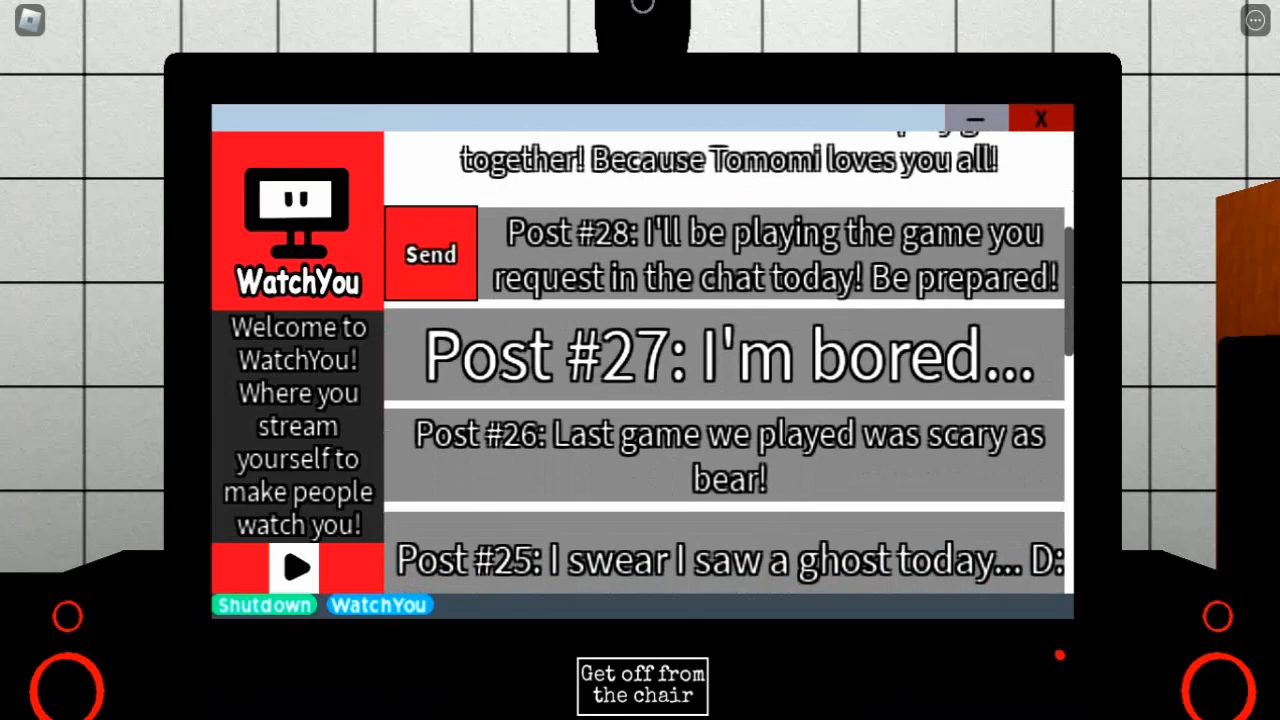 X
together! Because Tomomi loves you all!
Send
Post #28: I'll be playing the game you
request in the chat today! Be prepared!
WatchYou
Post #27: I'm bored...
Welcome to
WatchYou!
Where you
stream
yourself to
make people
watch you!
Post #26: Last game we played was scary as
bear!
Post #25: I swear I saw a ghost today... D:
Shutdown
WatchYou
Get off from
the chair